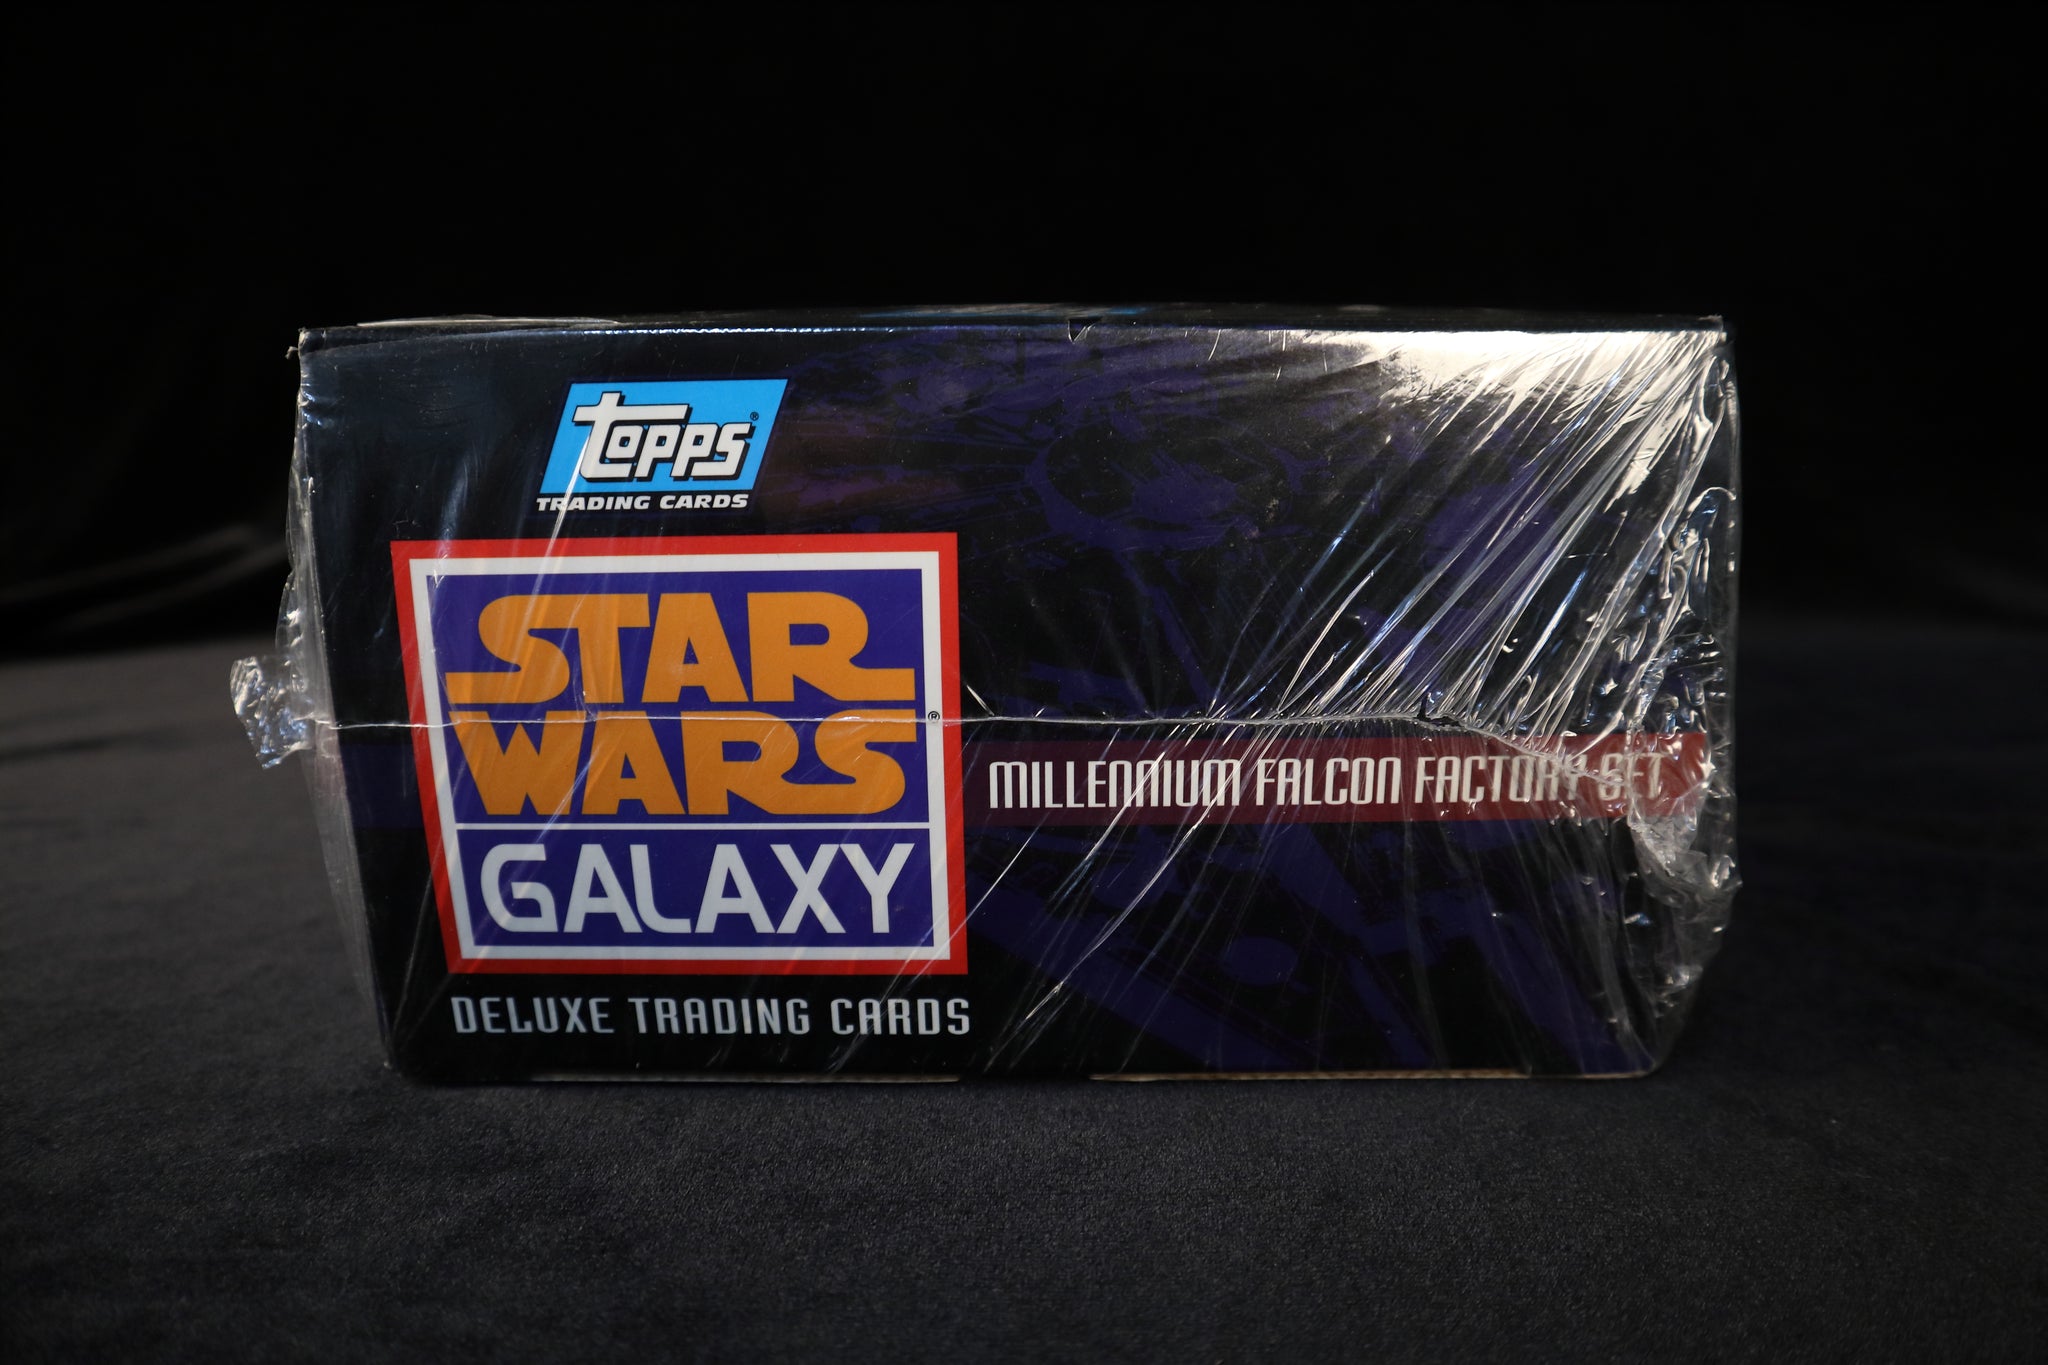 topps®
TRADING CARDS
STAR
WARS®
GALAXY
MILLENNIUM FALCON FACTORY SET
DELUXE TRADING CARDS